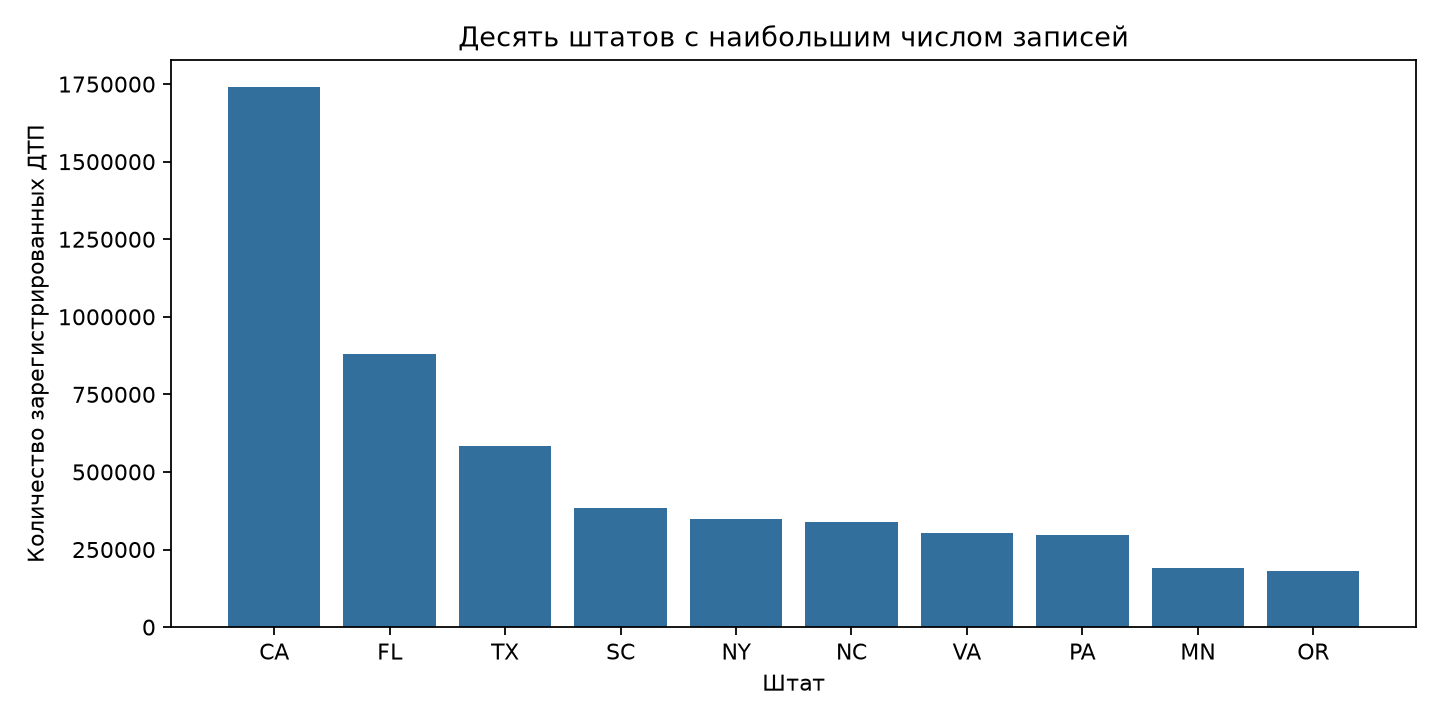 Десять штатов с наибольшим числом записей
Количество зарегистрированных ДТП
1750000
1500000
1250000
1000000
750000
500000
250000
0
CA FL TX SC NY NC VA PA MN OR
Штат